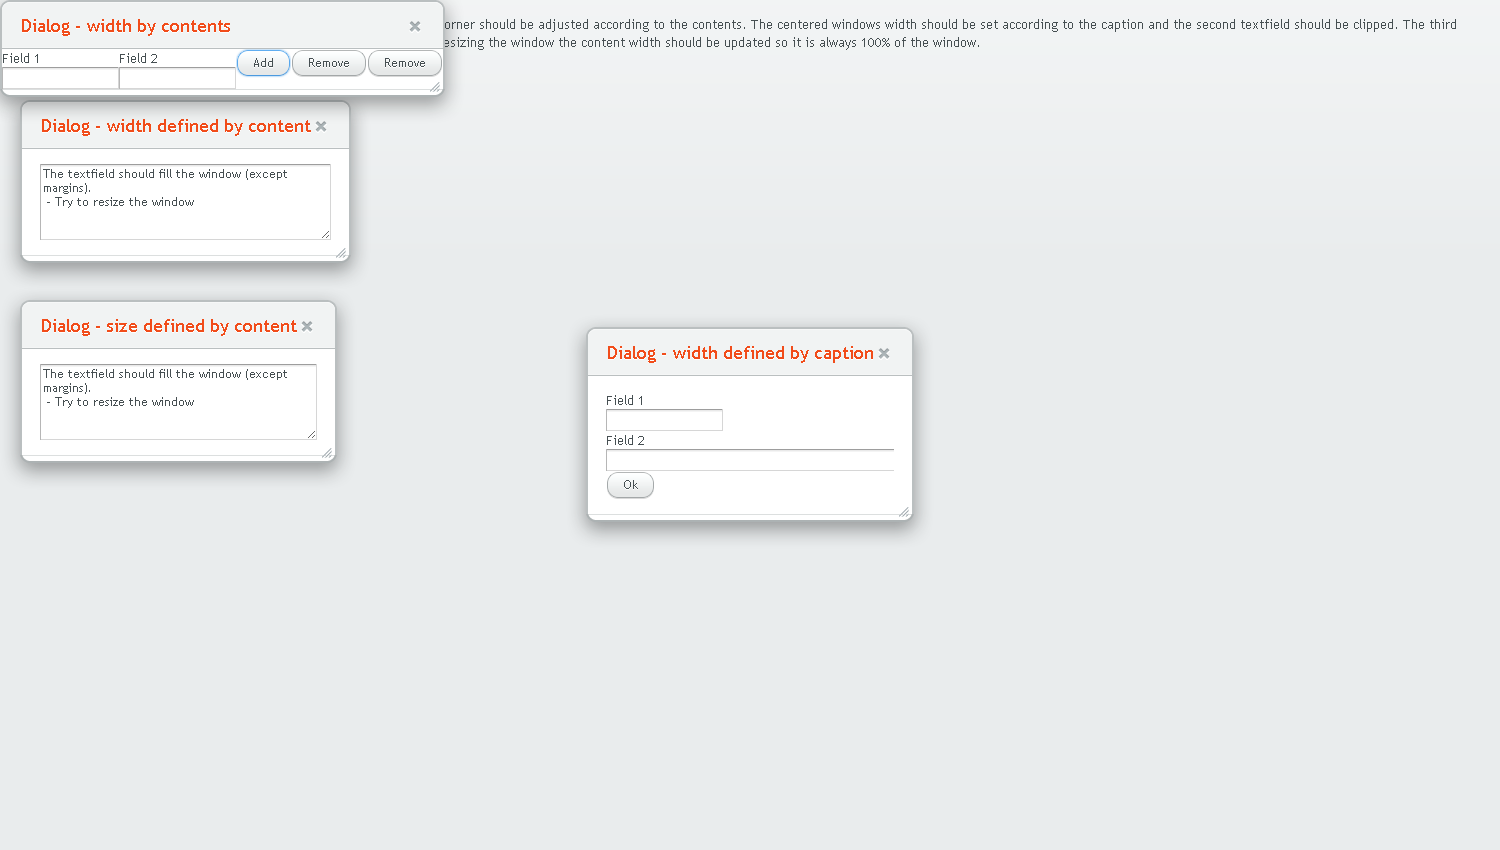 Dialog - width by contents
orner should be adjusted according to the contents. The centered windows width should be set according to the caption and the second textfield should be clipped. The third
esizing the window the content width should be updated so it is always 100% of the window.
Field 1 Field 2 Add Remove Remove
Dialog - width defined by content
The textfield should fill the window (except
margins).
- Try to resize the window
Dialog - size defined by content
The textfield should fill the window (except
margins).
- Try to resize the window
Dialog - width defined by caption
Field 1
Field 2
Ok